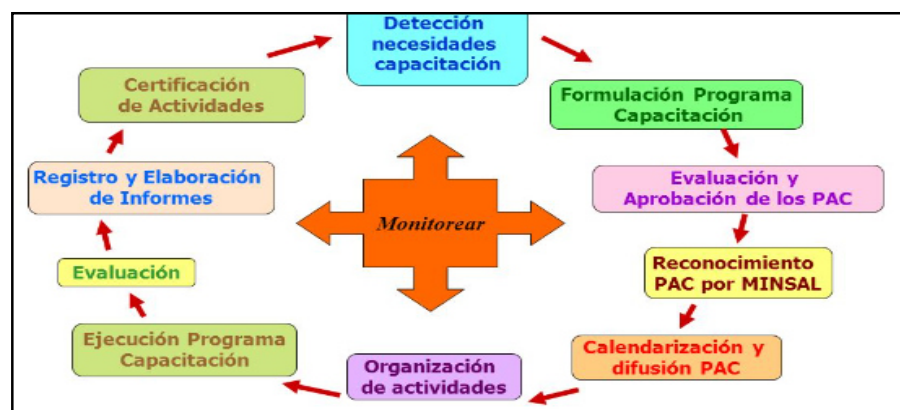 Detección
necesidades
capacitación
Formulación Programa
Capacitación
Evaluación y
Aprobación de los PAC
Reconocimiento
PAC por MINSAL
Calendarización y
difusión PAC
Organización
de actividades
Ejecución Programa
Capacitación
Evaluación
Registro y Elaboración
de Informes
Certificación
de Actividades
Monitorear